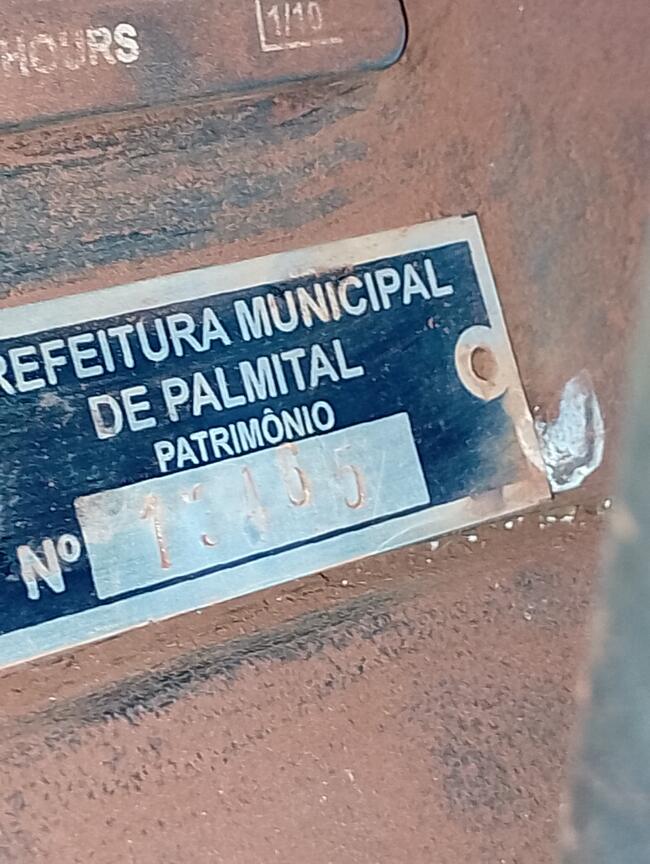 HOURS 1/10
REFEITURA MUNICIPAL
DE PALMITAL
PATRIMÔNIO
Nº